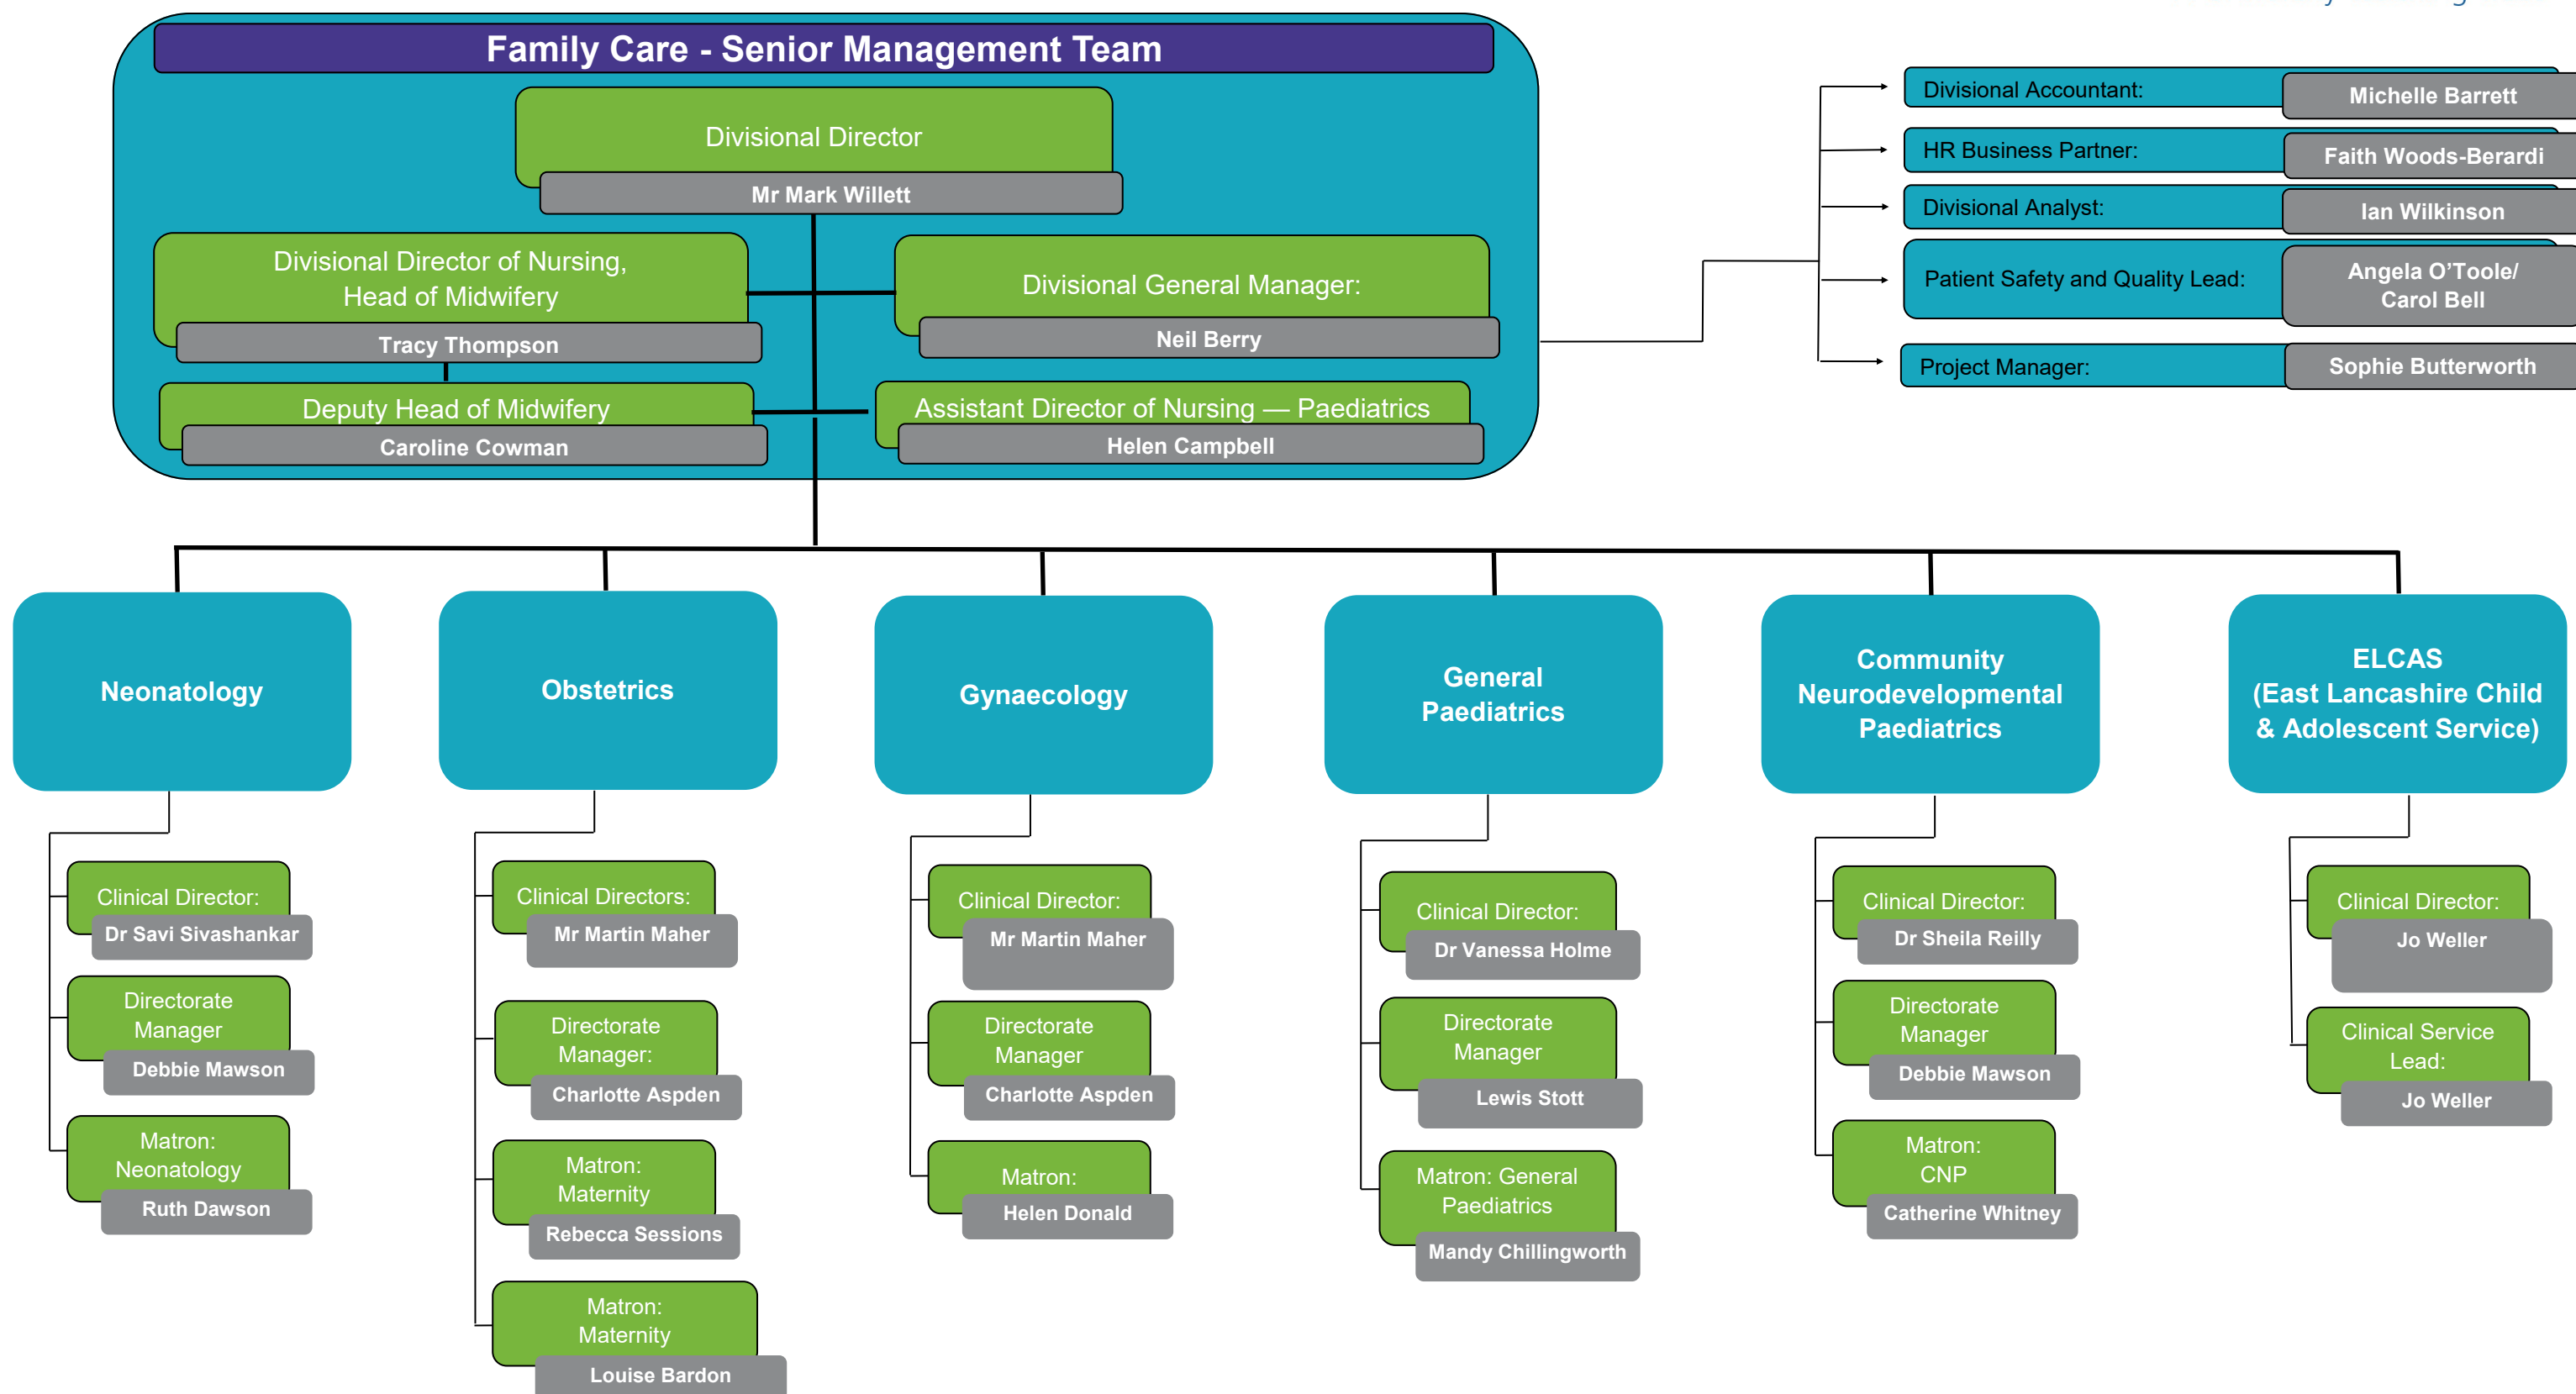 Family Care - Senior Management Team
Divisional Director
Mr Mark Willett
Divisional Director of Nursing,
Head of Midwifery
Tracy Thompson
Divisional General Manager:
Neil Berry
Deputy Head of Midwifery
Caroline Cowman
Assistant Director of Nursing — Paediatrics
Helen Campbell
Divisional Accountant:
Michelle Barrett
HR Business Partner:
Faith Woods-Berardi
Divisional Analyst:
Ian Wilkinson
Patient Safety and Quality Lead:
Angela O’Toole/
Carol Bell
Project Manager:
Sophie Butterworth
Neonatology
Clinical Director:
Dr Savi Sivashankar
Directorate
Manager
Debbie Mawson
Matron:
Neonatology
Ruth Dawson
Obstetrics
Clinical Directors:
Mr Martin Maher
Directorate
Manager:
Charlotte Aspden
Matron:
Maternity
Rebecca Sessions
Matron:
Maternity
Louise Bardon
Gynaecology
Clinical Director:
Mr Martin Maher
Directorate
Manager
Charlotte Aspden
Matron:
Helen Donald
General
Paediatrics
Clinical Director:
Dr Vanessa Holme
Directorate
Manager
Lewis Stott
Matron: General
Paediatrics
Mandy Chillingworth
Community
Neurodevelopmental
Paediatrics
Clinical Director:
Dr Sheila Reilly
Directorate
Manager
Debbie Mawson
Matron:
CNP
Catherine Whitney
ELCAS
(East Lancashire Child
& Adolescent Service)
Clinical Director:
Jo Weller
Clinical Service
Lead:
Jo Weller